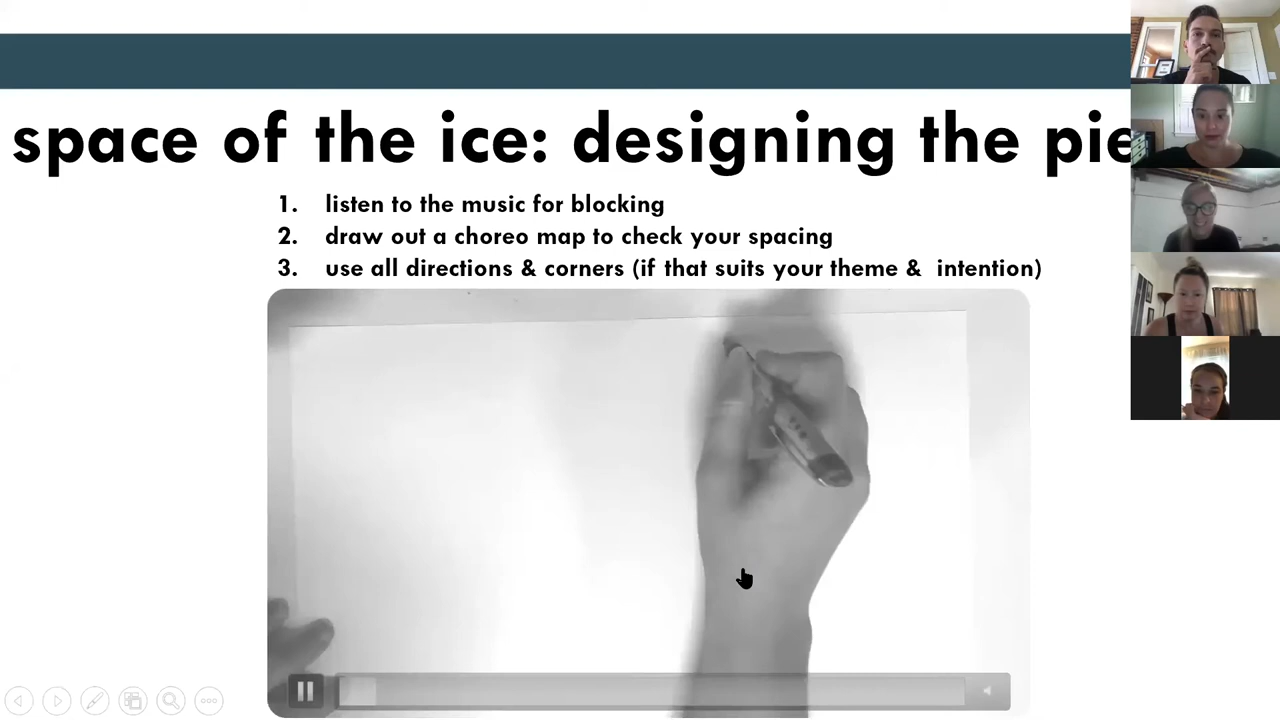 space of the ice: designing the pie
1. listen to the music for blocking
2. draw out a choreo map to check your spacing
3. use all directions & corners (if that suits your theme & intention)